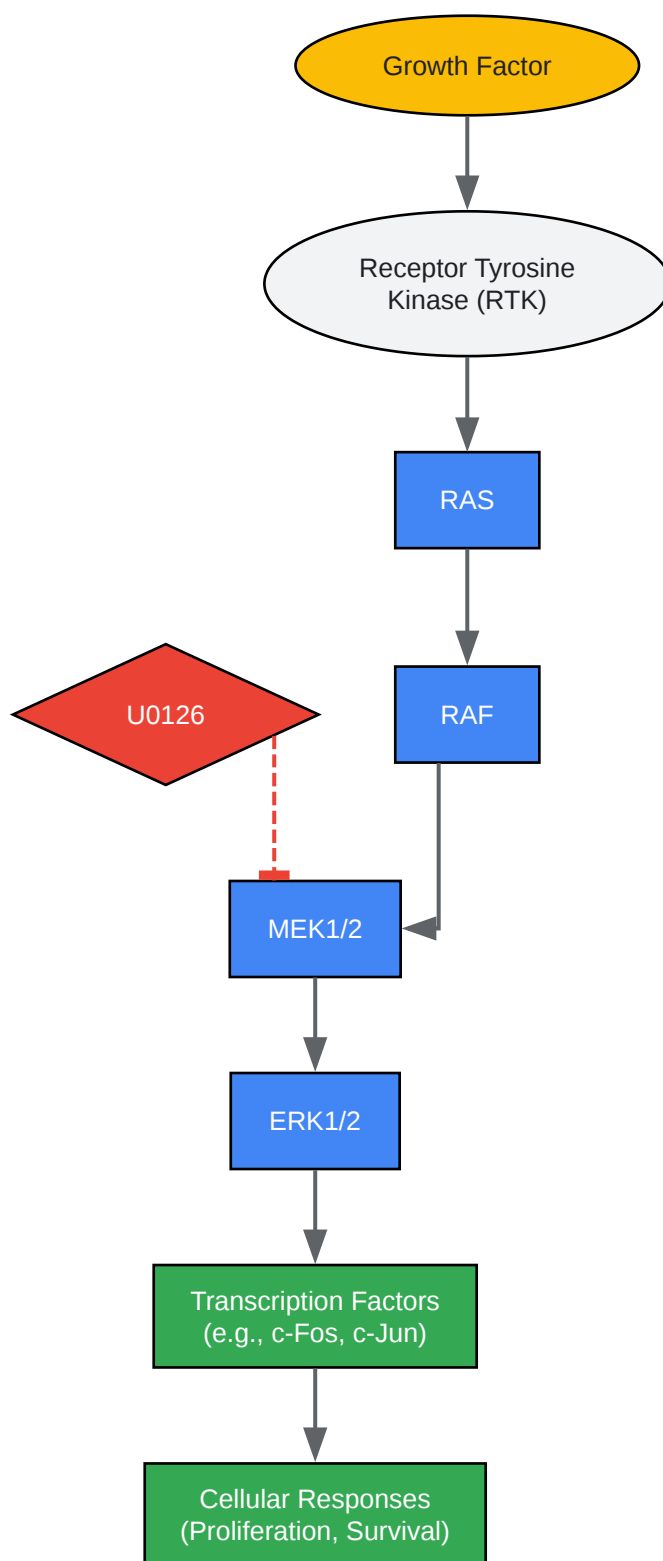 Growth Factor
Receptor Tyrosine
Kinase (RTK)
RAS
U0126
RAF
MEK1/2
ERK1/2
Transcription Factors
(e.g., c-Fos, c-Jun)
Cellular Responses
(Proliferation, Survival)